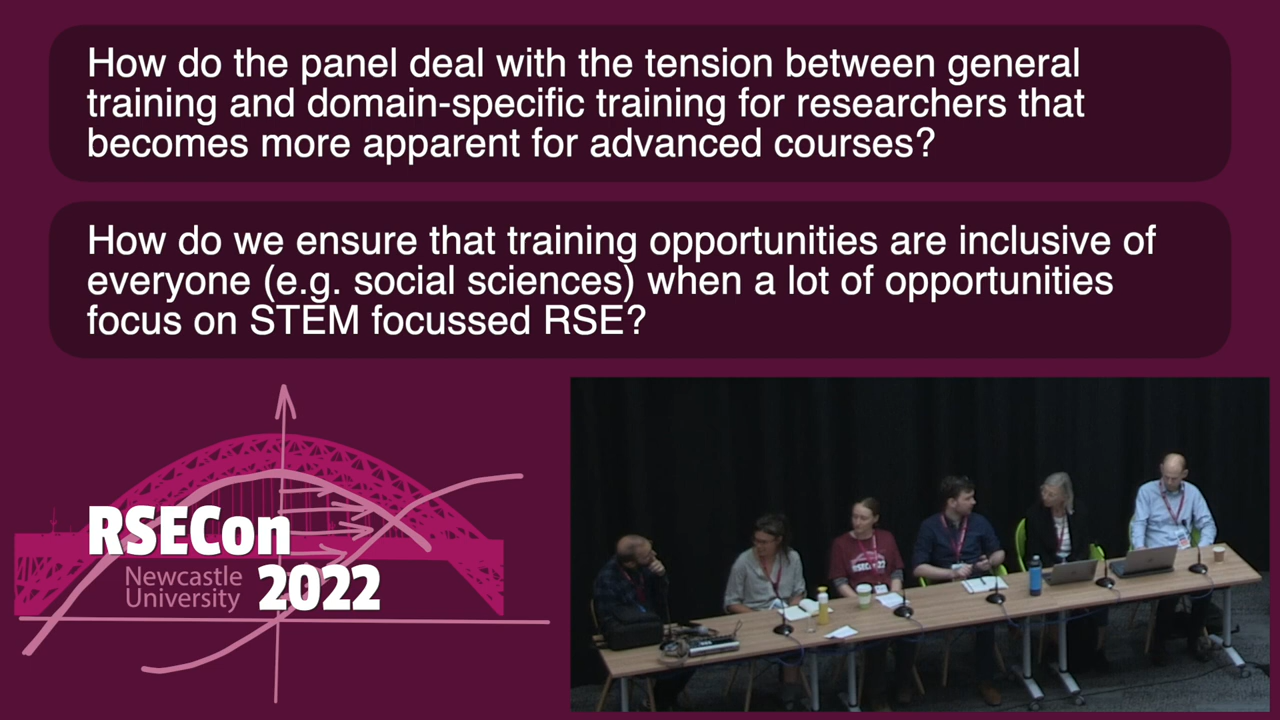 How do the panel deal with the tension between general
training and domain-specific training for researchers that
becomes more apparent for advanced courses?
How do we ensure that training opportunities are inclusive of
everyone (e.g. social sciences) when a lot of opportunities
focus on STEM focussed RSE?
RSECon
Newcastle
University
2022